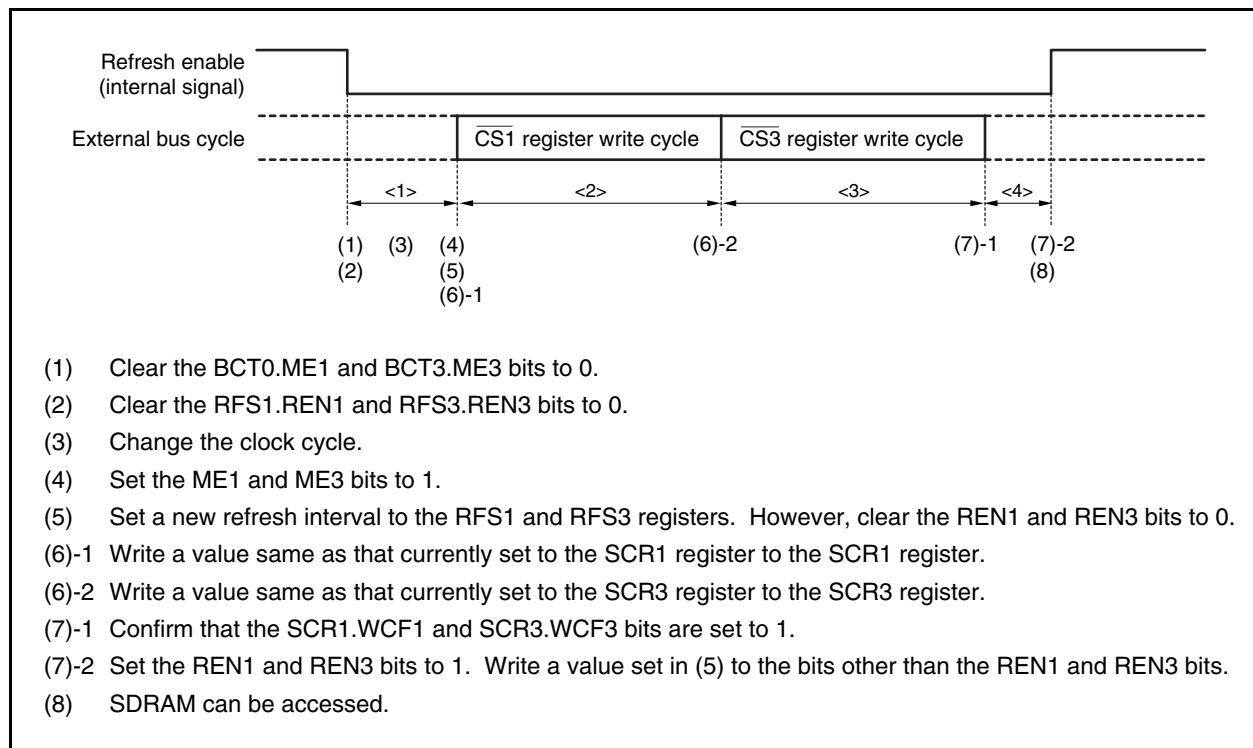 Refresh enable
(internal signal)
External bus cycle
CS1 register write cycle
CS3 register write cycle
<1>
<2>
<3>
<4>
(1)
(3)
(4)
(6)-2
(7)-1
(7)-2
(2)
(5)
(8)
(6)-1
(1) Clear the BCT0.ME1 and BCT3.ME3 bits to 0.
(2) Clear the RFS1.REN1 and RFS3.REN3 bits to 0.
(3) Change the clock cycle.
(4) Set the ME1 and ME3 bits to 1.
(5) Set a new refresh interval to the RFS1 and RFS3 registers. However, clear the REN1 and REN3 bits to 0.
(6)-1 Write a value same as that currently set to the SCR1 register to the SCR1 register.
(6)-2 Write a value same as that currently set to the SCR3 register to the SCR3 register.
(7)-1 Confirm that the SCR1.WCF1 and SCR3.WCF3 bits are set to 1.
(7)-2 Set the REN1 and REN3 bits to 1. Write a value set in (5) to the bits other than the REN1 and REN3 bits.
(8) SDRAM can be accessed.